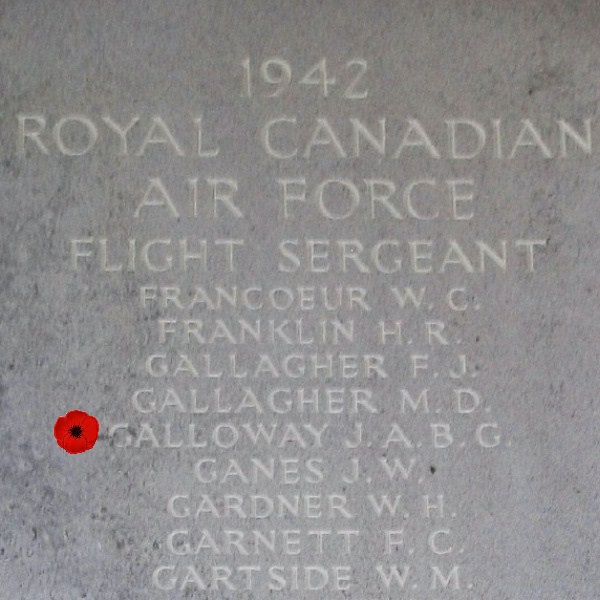 1942
ROYAL CANADIAN
AIR FORCE
FLIGHT SERGEANT
FRANCOEUR W. C.
FRANKLIN H. R.
GALLAGHER F. J.
GALLAGHER M. D.
GALLOWAY J. A. B. G.
GANES J. W.
GARDNER W. H.
GARNETT F. C.
GARTSIDE W. M.